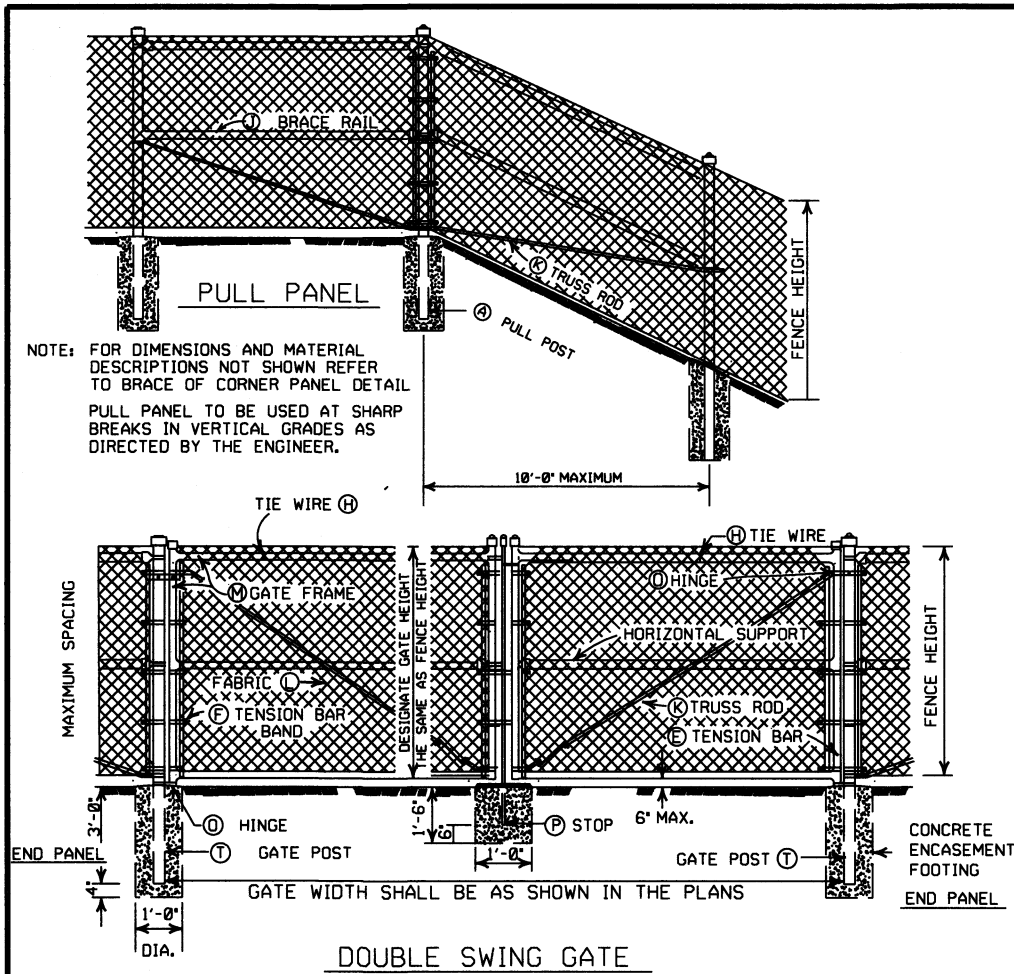 Ⓙ BRACE RAIL
Ⓚ TRUSS ROD
FENCE HEIGHT
PULL PANEL
Ⓐ PULL POST
NOTE: FOR DIMENSIONS AND MATERIAL
DESCRIPTIONS NOT SHOWN REFER
TO BRACE OF CORNER PANEL DETAIL
PULL PANEL TO BE USED AT SHARP
BREAKS IN VERTICAL GRADES AS
DIRECTED BY THE ENGINEER.
10'-0" MAXIMUM
TIE WIRE Ⓗ
Ⓗ TIE WIRE
MAXIMUM SPACING
Ⓜ GATE FRAME
Ⓞ HINGE
HORIZONTAL SUPPORT
FABRIC Ⓛ
Ⓕ TENSION BAR
BAND
DESIGNATE GATE HEIGHT
THE SAME AS FENCE HEIGHT
Ⓚ TRUSS ROD
Ⓔ TENSION BAR
FENCE HEIGHT
3'-0"
Ⓞ HINGE
1'-6"
6"
Ⓟ STOP
6" MAX.
END PANEL
Ⓣ GATE POST
1'-0"
GATE POST Ⓣ
CONCRETE
ENCASEMENT
FOOTING
4"
GATE WIDTH SHALL BE AS SHOWN IN THE PLANS
END PANEL
1'-0"
DIA.
DOUBLE SWING GATE